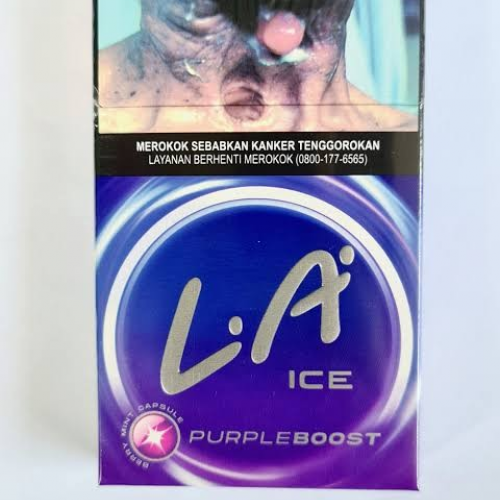 MEROKOK SEBABKAN KANKER TENGGOROKAN
LAYANAN BERHENTI MEROKOK (0800-177-6565)
L.A
ICE
BERRY MINT CAPSULE
PURPLEBOOST